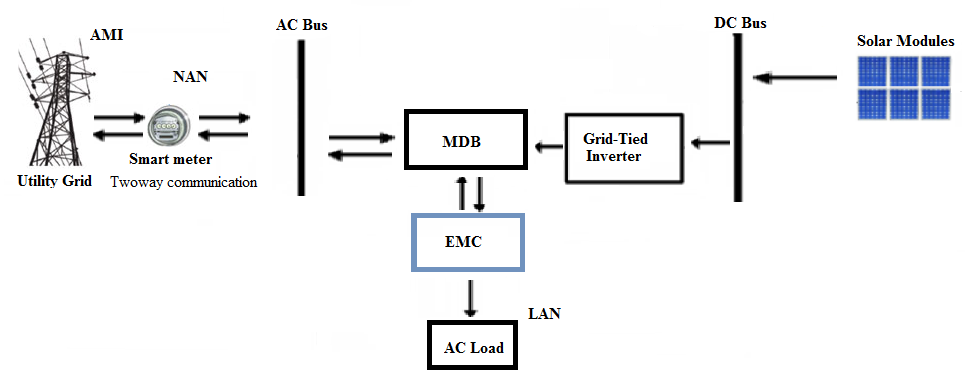 AMI
AC Bus
DC Bus
Solar Modules
NAN
MDB
Grid-Tied
Inverter
Smart meter
Utility Grid
Twoway communication
EMC
LAN
AC Load